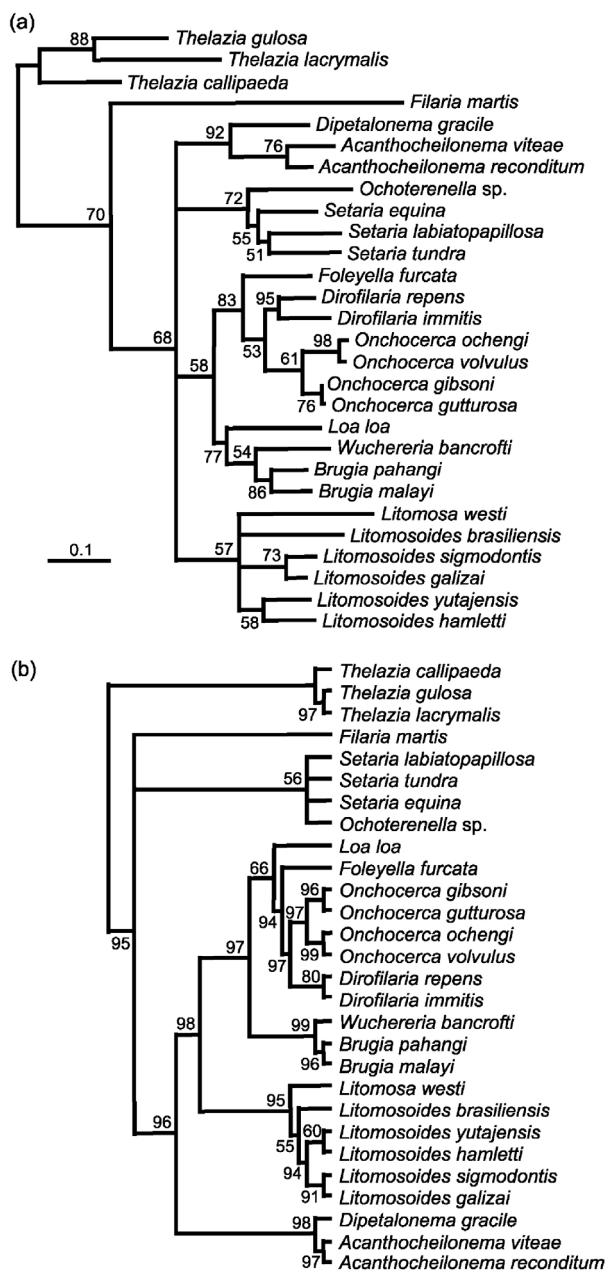 (a)
88
Thelazia gulosa
Thelazia lacrymalis
Thelazia callipaeda
Filaria martis
70
Dipetalonema gracile
92
76
Acanthocheilonema viteae
Acanthocheilonema reconditum
72
Ochoterenella sp.
Setaria equina
55
Setaria labiatopapillosa
51
Setaria tundra
68
Foleyella furcata
83
95
Dirofilaria repens
Dirofilaria immitis
53
98
Onchocerca ochengi
61
Onchocerca volvulus
58
Onchocerca gibsoni
76
Onchocerca gutturosa
Loa loa
77
54
Wuchereria bancrofti
Brugia pahangi
86
Brugia malayi
Litomosa westi
Litomosoides brasiliensis
0.1
57
73
Litomosoides sigmodontis
Litomosoides galizai
Litomosoides yutajensis
58
Litomosoides hamletti
(b)
Thelazia callipaeda
Thelazia gulosa
97
Thelazia lacrymalis
Filaria martis
Setaria labiatopapillosa
56
Setaria tundra
Setaria equina
Ochoterenella sp.
Loa loa
66
Foleyella furcata
96
Onchocerca gibsoni
94
97
Onchocerca gutturosa
Onchocerca ochengi
95
97
97
99
Onchocerca volvulus
80
Dirofilaria repens
Dirofilaria immitis
99
Wuchereria bancrofti
98
Brugia pahangi
96
Brugia malayi
Litomosa westi
95
Litomosoides brasiliensis
96
55
60
Litomosoides yutajensis
Litomosoides hamletti
94
Litomosoides sigmodontis
91
Litomosoides galizai
98
Dipetalonema gracile
Acanthocheilonema viteae
97
Acanthocheilonema reconditum